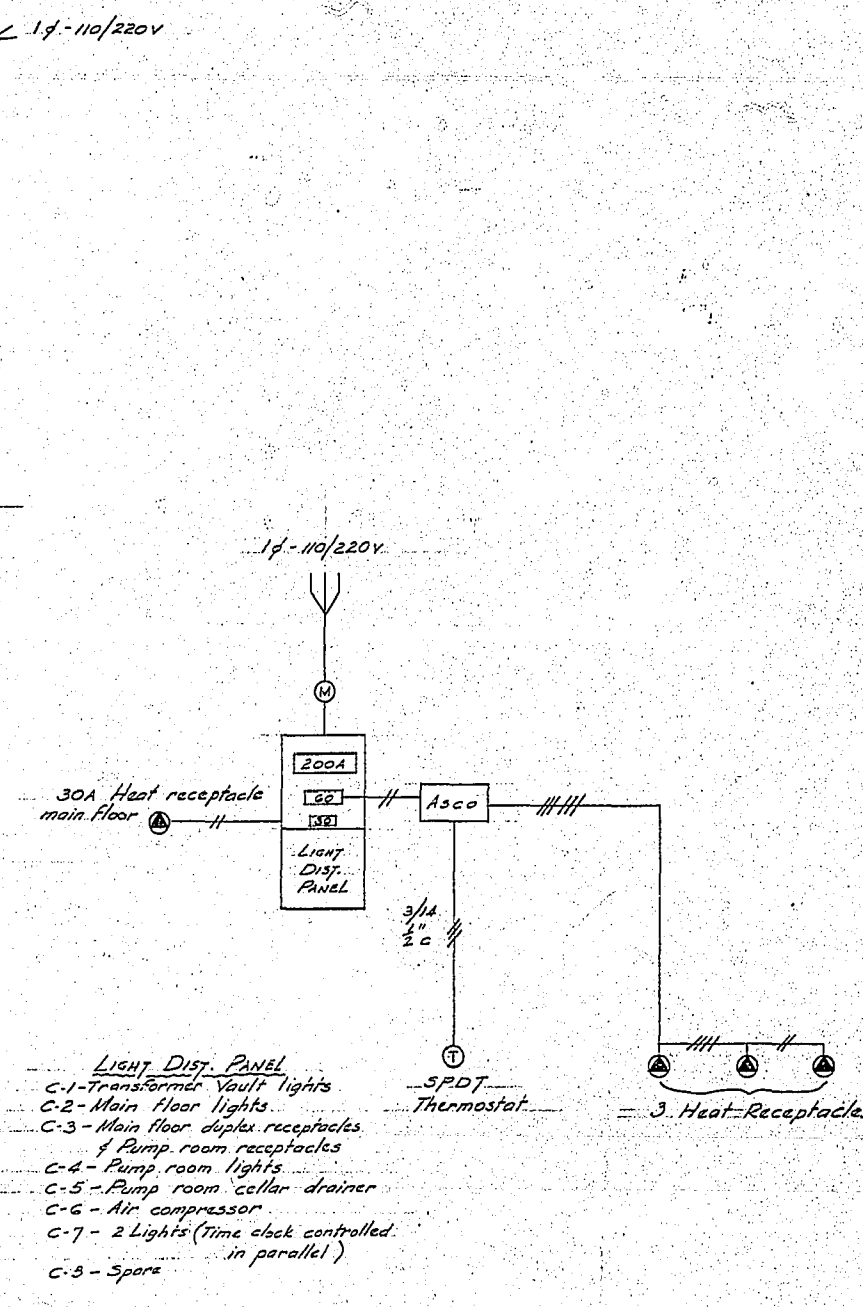 1ϕ-110/220V
1ϕ-110/220V
M
200A
30A Heat receptacle
main floor
60
Asco
30
LIGHT
DIST.
PANEL
3/14
1/2" C
T
SPDT
Thermostat
3 Heat Receptacle
LIGHT DIST. PANEL
C-1-Transformer Vault lights
C-2-Main floor lights
C-3-Main floor duplex receptacles
& Pump room receptacles
C-4-Pump room lights
C-5-Pump room cellar drainer
C-6-Air compressor
C-7-2 Lights (Time clock controlled
in parallel)
C-8-Spare